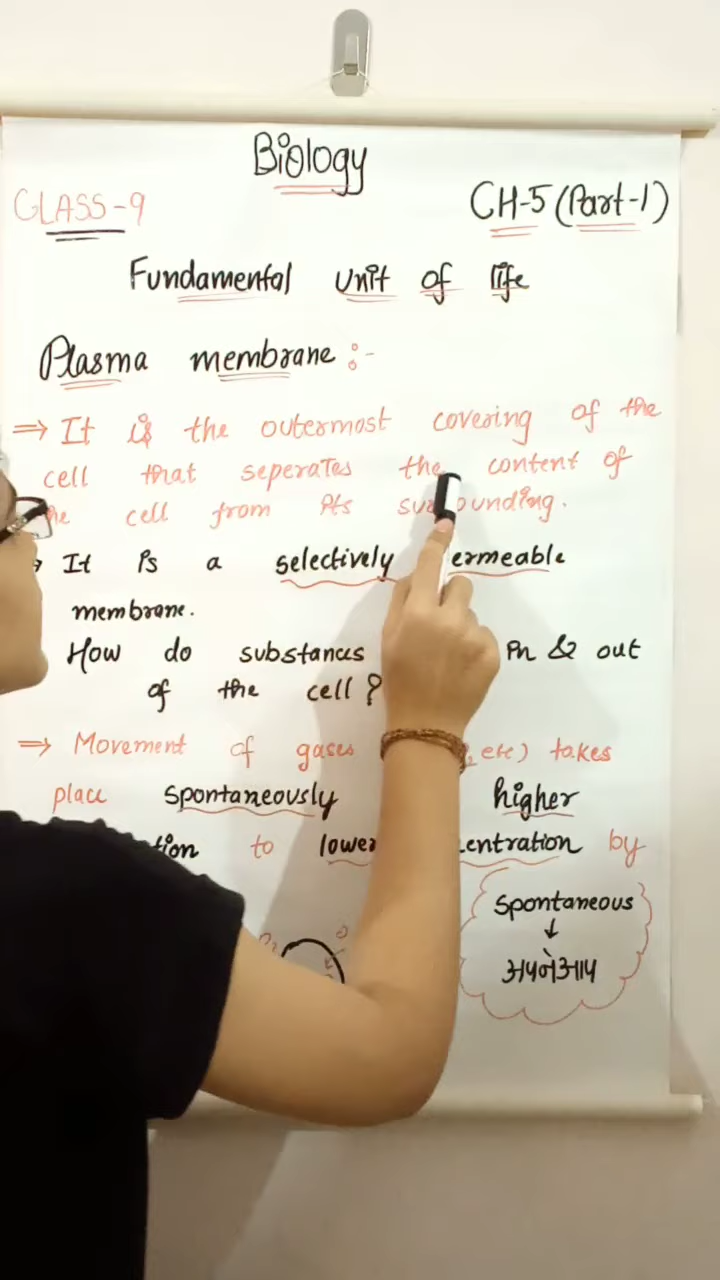 Biology
CLASS-9
CH-5 (Part-1)
Fundamental unit of life
Plasma membrane :-
⇒ It is the outermost covering of the
cell that seperates the content of
cell from its surrounding.
It is a selectively permeable
membrane.
How do substances in & out
of the cell?
⇒ Movement of gases etc) takes
place spontaneously higher
to lower by
Spontaneous
↓
अपनेआप